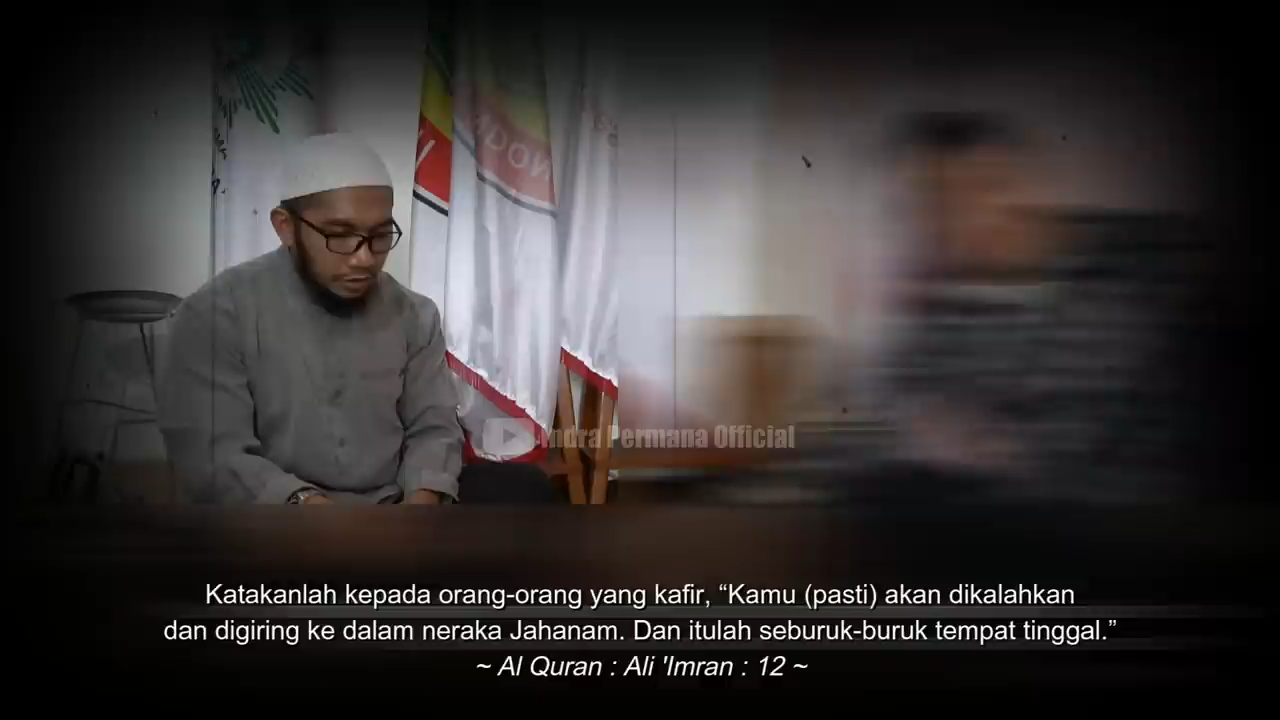 Indra Permana Official
Katakanlah kepada orang-orang yang kafir, “Kamu (pasti) akan dikalahkan
dan digiring ke dalam neraka Jahanam. Dan itulah seburuk-buruk tempat tinggal.”
~ Al Quran : Ali 'Imran : 12 ~